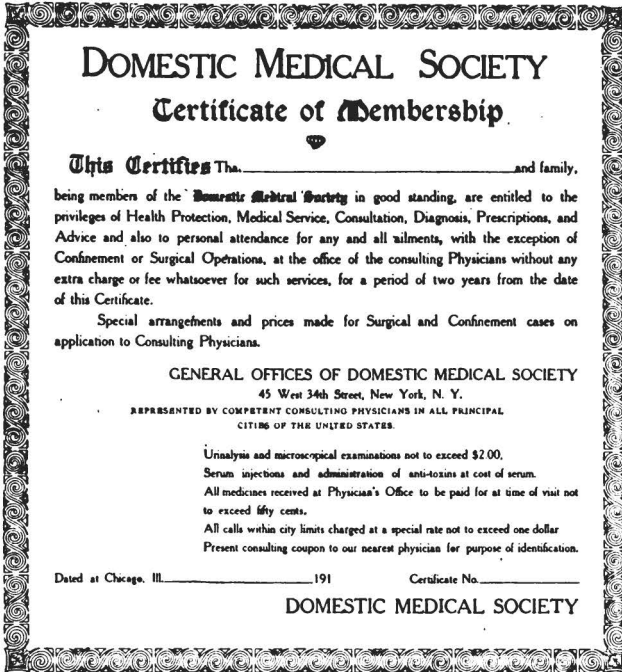 DOMESTIC MEDICAL SOCIETY
Certificate of Membership
This Certifies Tha. and family,
being members of the Domestic Medical Society in good standing, are entitled to the
privileges of Health Protection, Medical Service, Consultation, Diagnosis, Prescriptions, and
Advice and also to personal attendance for any and all ailments, with the exception of
Confinement or Surgical Operations, at the office of the consulting Physicians without any
extra charge or fee whatsoever for such services, for a period of two years from the date
of this Certificate.
Special arrangements and prices made for Surgical and Confinement cases on
application to Consulting Physicians.
GENERAL OFFICES OF DOMESTIC MEDICAL SOCIETY
45 West 34th Street, New York, N. Y.
REPRESENTED BY COMPETENT CONSULTING PHYSICIANS IN ALL PRINCIPAL
CITIES OF THE UNITED STATES.
Urinalysis and microscopical examinations not to exceed $2.00.
Serum injections and administration of anti-toxins at cost of serum.
All medicines received at Physician's Office to be paid for at time of visit not
to exceed fifty cents.
All calls within city limits charged at a special rate not to exceed one dollar
Present consulting coupon to our nearest physician for purpose of identification.
Dated at Chicago, Ill. 191 Certificate No.
DOMESTIC MEDICAL SOCIETY